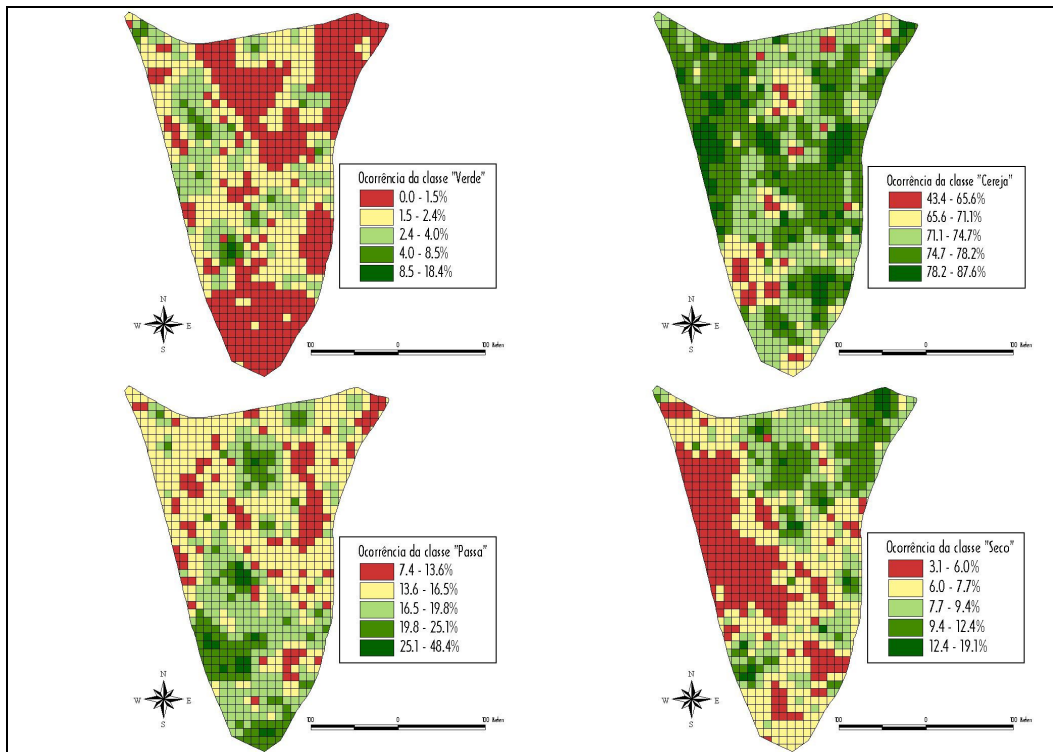 Ocorrência da classe "Verde"
0.0 - 1.5%
1.5 - 2.4%
2.4 - 4.0%
4.0 - 8.5%
8.5 - 18.4%
N
W
E
S
100
0
100
Ocorrência da classe "Cereja"
43.4 - 65.6%
65.6 - 71.1%
71.1 - 74.7%
74.7 - 78.2%
78.2 - 87.6%
N
W
E
S
100
0
100
Ocorrência da classe "Passa"
7.4 - 13.6%
13.6 - 16.5%
16.5 - 19.8%
19.8 - 25.1%
25.1 - 48.4%
N
W
E
S
100
0
100
Ocorrência da classe "Seco"
3.1 - 6.0%
6.0 - 7.7%
7.7 - 9.4%
9.4 - 12.4%
12.4 - 19.1%
N
W
E
S
100
0
100